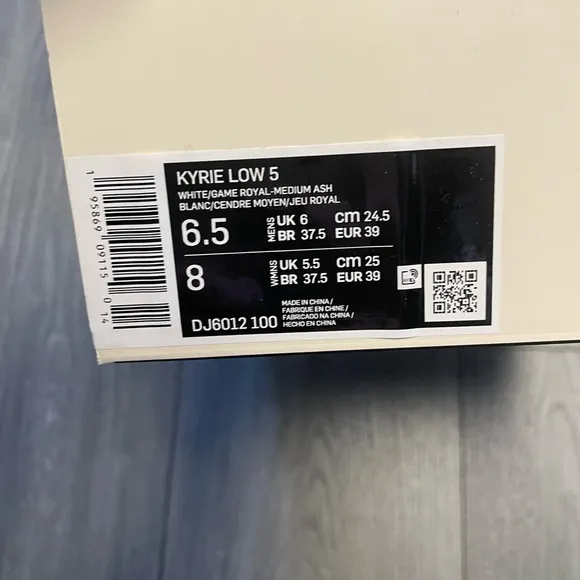 KYRIE LOW 5
WHITE/GAME ROYAL-MEDIUM ASH
BLANC/CENDRE MOYEN/JEU ROYAL
6.5 MENS UK 6 cm 24.5
BR 37.5 EUR 39
8 WMNS UK 5.5 cm 25
BR 37.5 EUR 39
DJ6012 100
MADE IN CHINA/
FABRIQUE EN CHINE/
FABRICADO NA CHINA/
HECHO EN CHINA
1 95869 09115 0 14